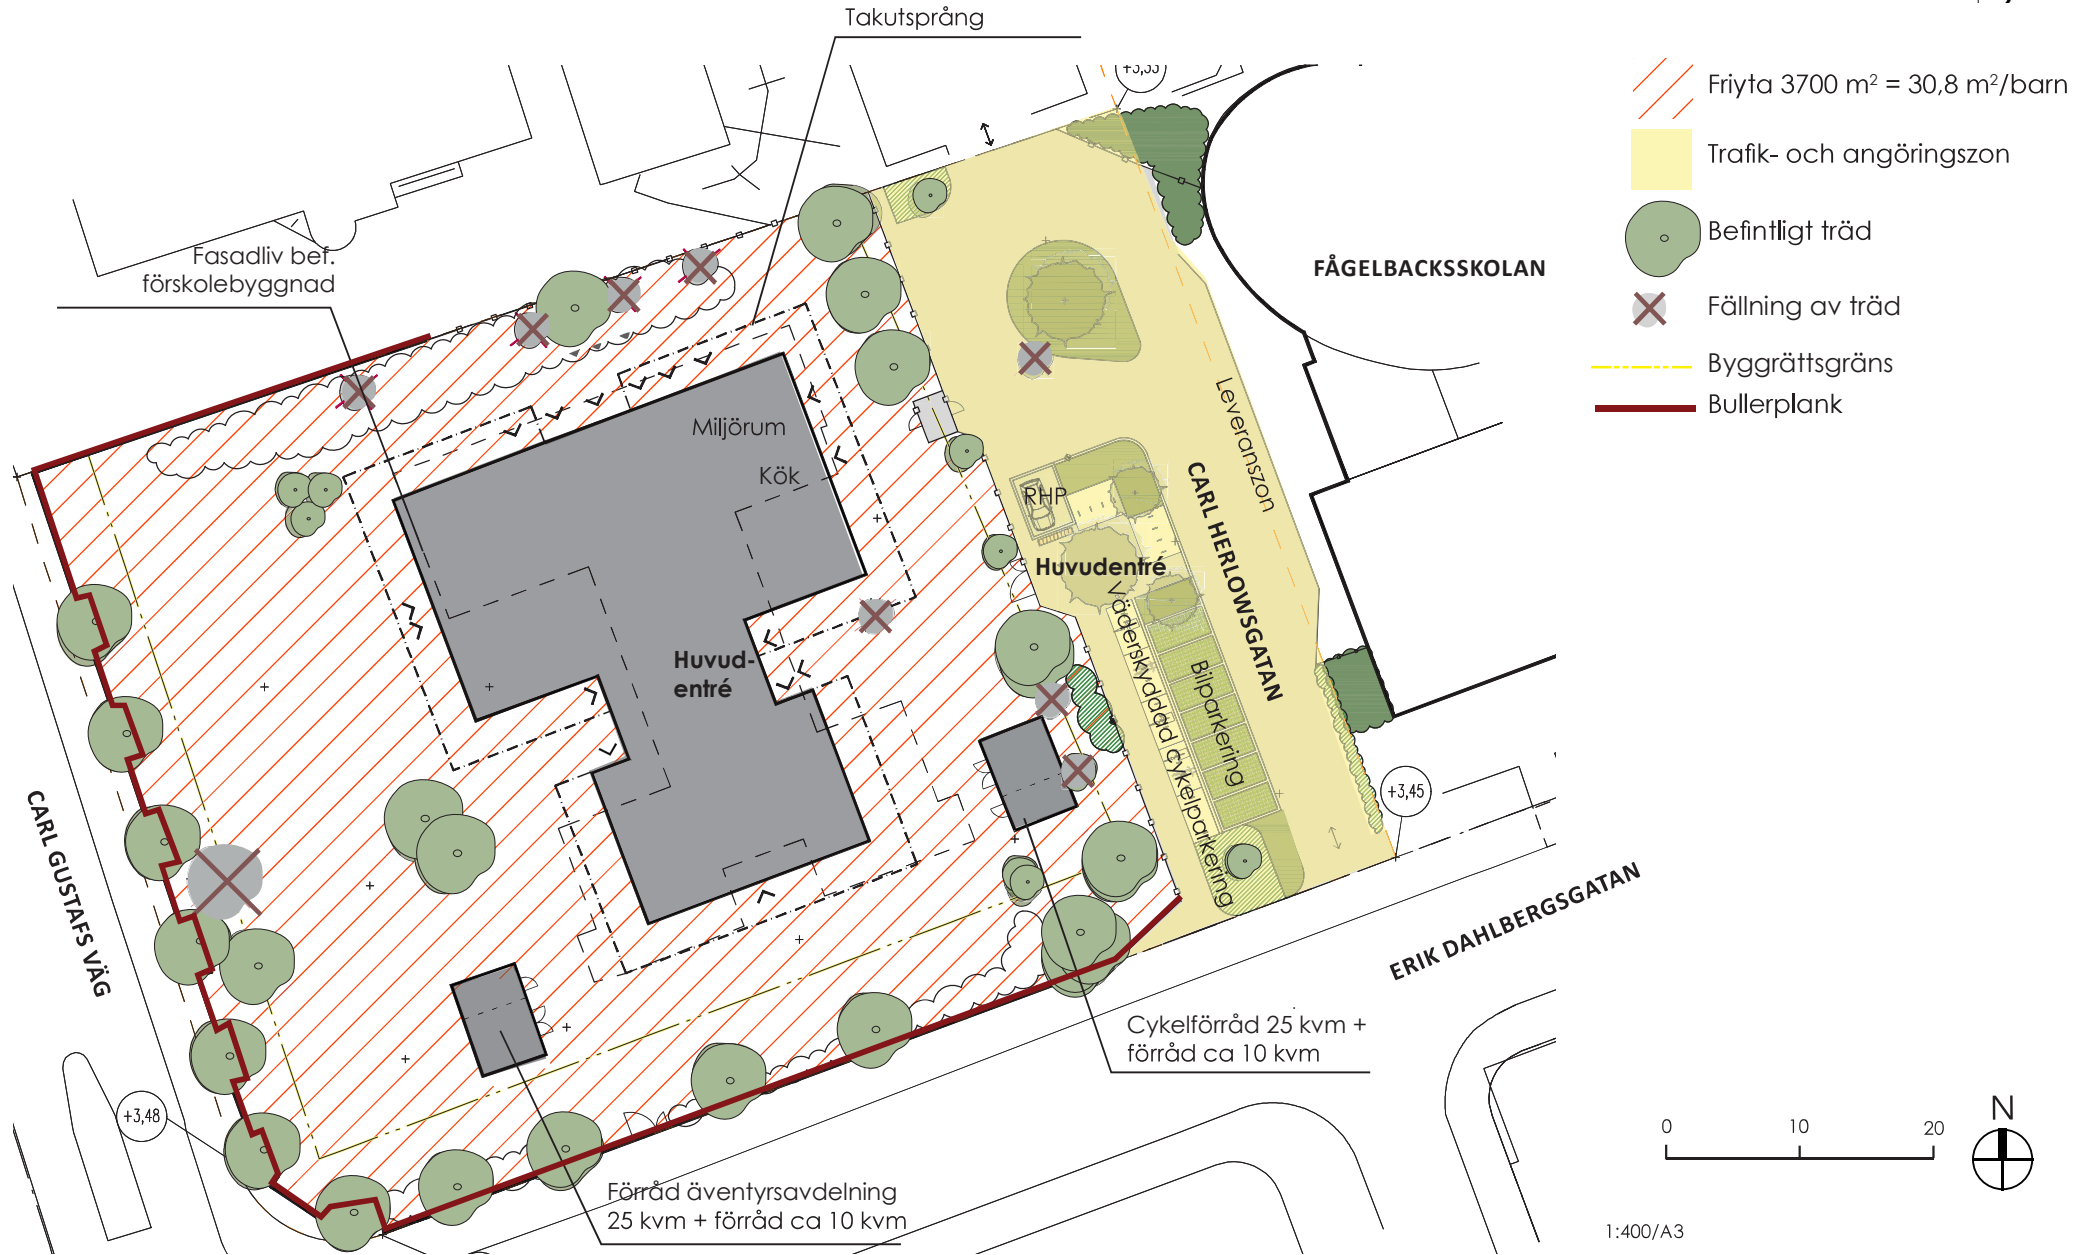 Takutsprång
+3,53
Friyta 3700 m² = 30,8 m²/barn
Trafik- och angöringszon
Befintligt träd
Fällning av träd
Byggrättsgräns
Bullerplank
Fasadliv bef.
förskolebyggnad
FÅGELBACKSSKOLAN
Miljörum
Kök
Leveranszon
RHP
CARL HERLOWSGATAN
Huvudentré
Väderskyddad cykelparkering
Bilparkering
Huvud-
entré
+3,45
CARL GUSTAFS VÄG
ERIK DAHLBERGSGATAN
Cykelförråd 25 kvm +
förråd ca 10 kvm
+3,48
Förråd äventyrsavdelning
25 kvm + förråd ca 10 kvm
0 10 20
N
1:400/A3